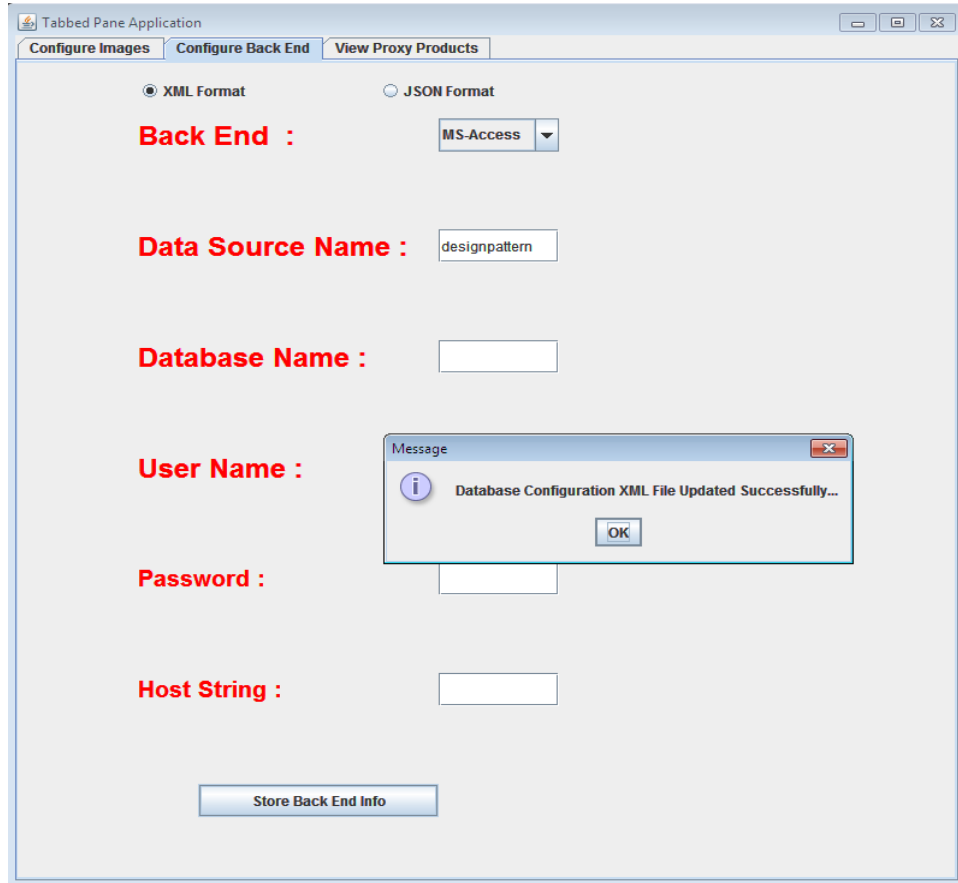 Tabbed Pane Application
Configure Images Configure Back End View Proxy Products
XML Format JSON Format
Back End : MS-Access
Data Source Name : designpattern
Database Name :
Message
User Name :
Database Configuration XML File Updated Successfully...
OK
Password :
Host String :
Store Back End Info